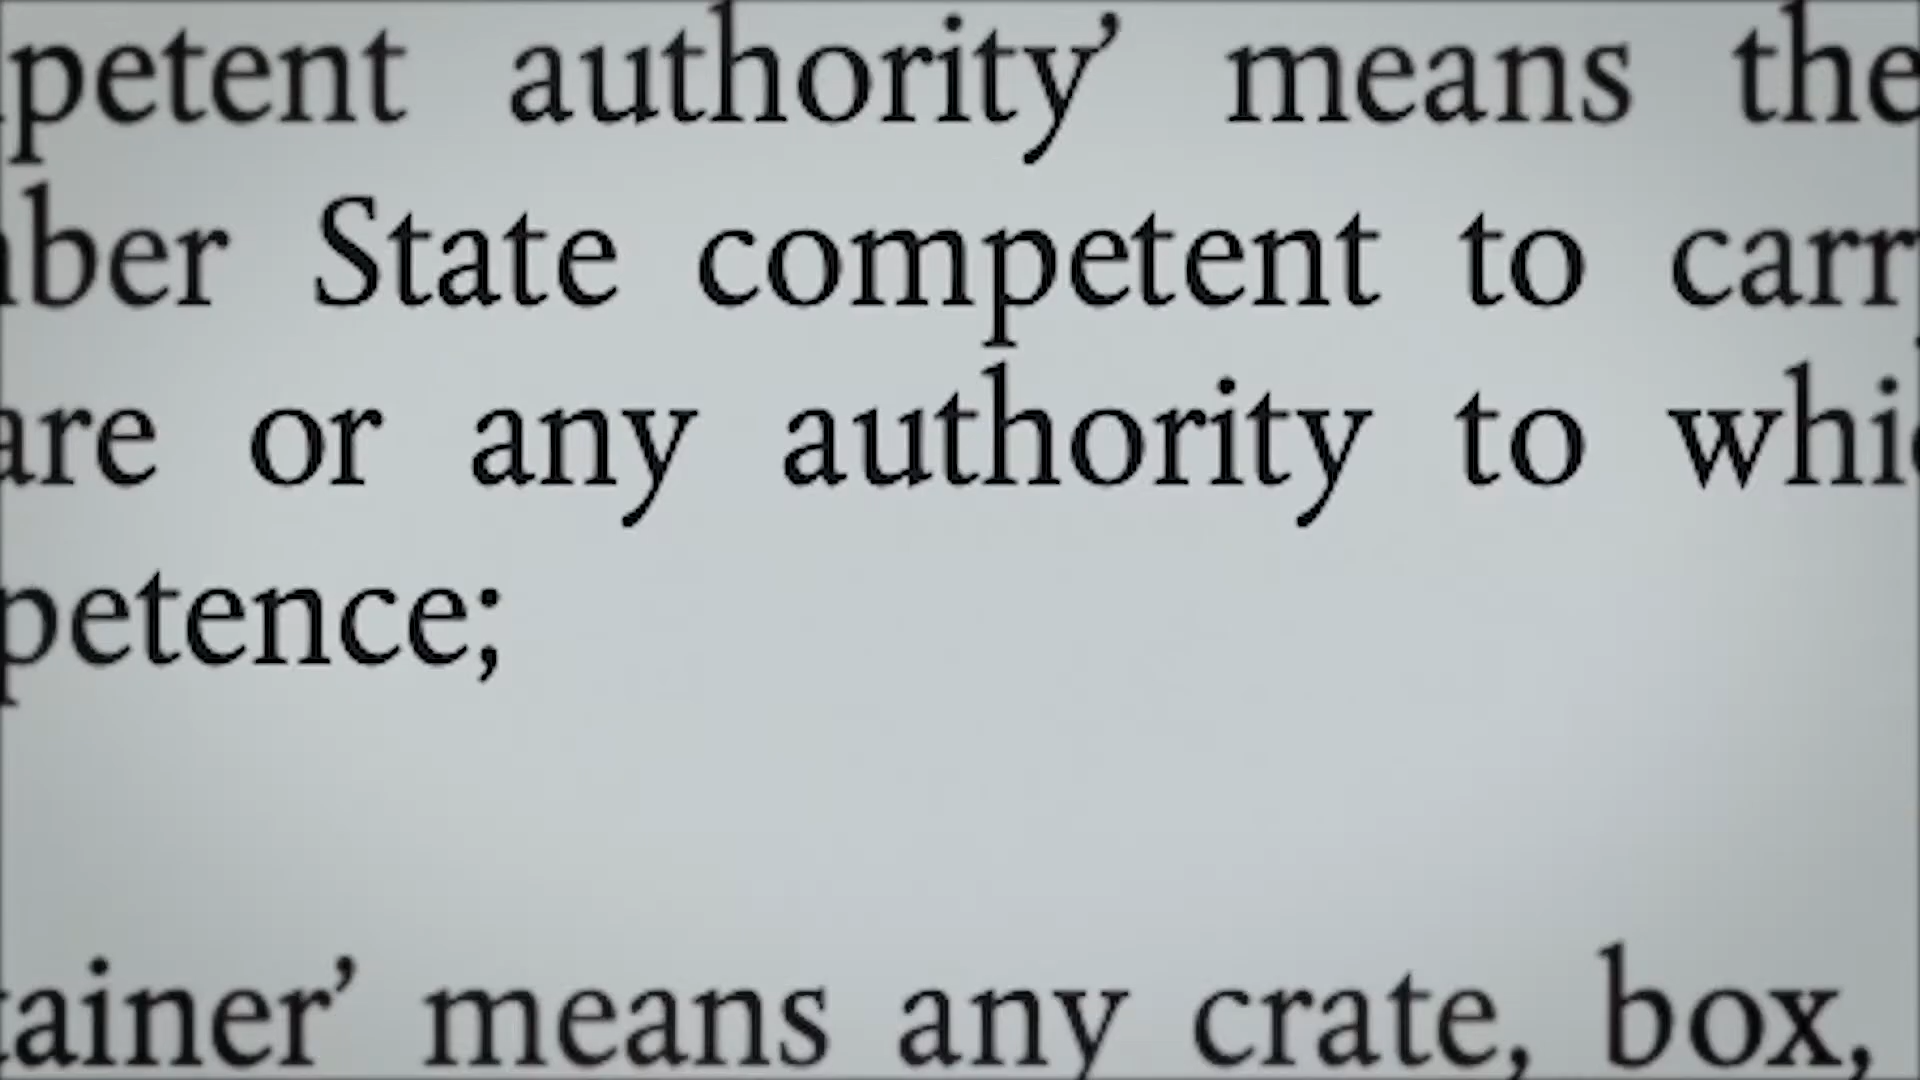 petent authority’ means the
ber State competent to carr
are or any authority to whi
petence;
tainer’ means any crate, box,